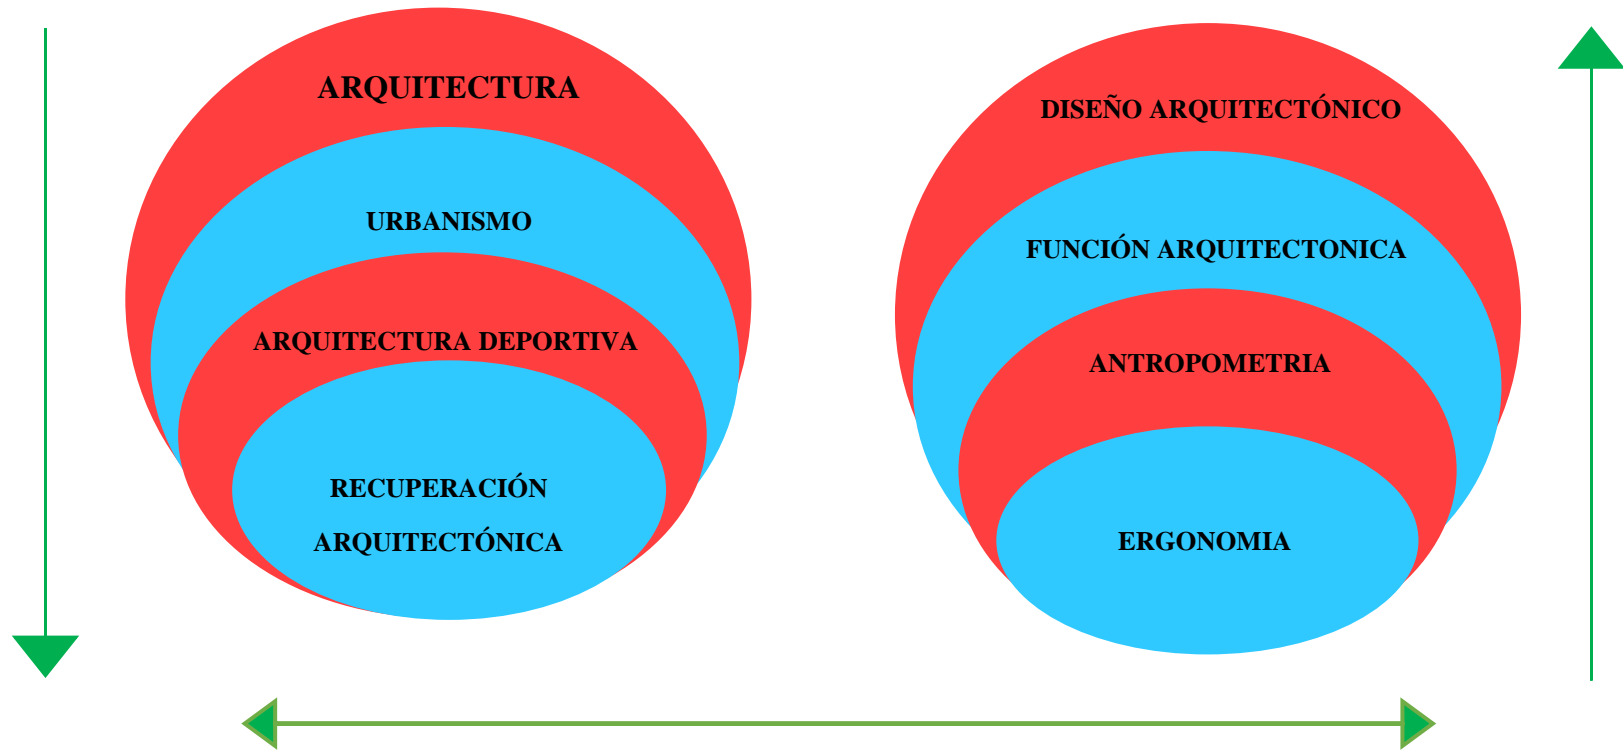 ARQUITECTURA
URBANISMO
ARQUITECTURA DEPORTIVA
RECUPERACIÓN
ARQUITECTÓNICA
DISEÑO ARQUITECTÓNICO
FUNCIÓN ARQUITECTONICA
ANTROPOMETRIA
ERGONOMIA